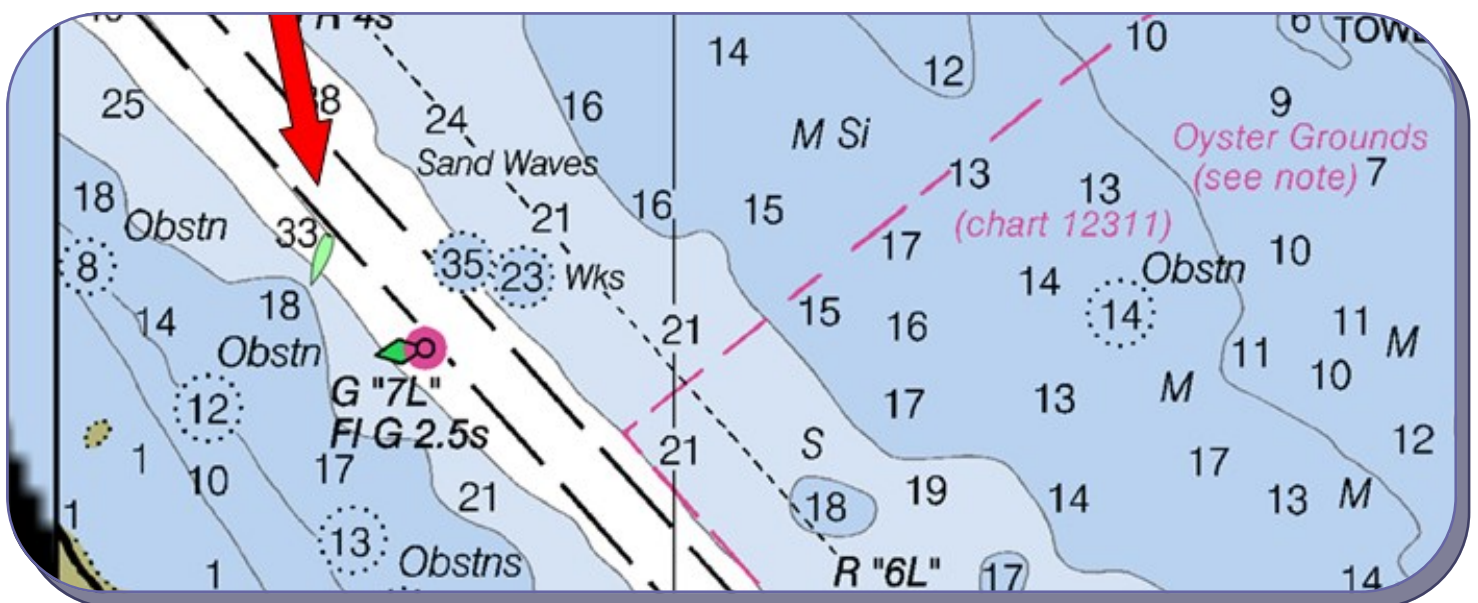 R 4s
6
10
14
12
25
38
16
9
24
M Si
Oyster Grounds
(see note)
7
Sand Waves
13
13
18
16
15
21
(chart 12311)
Obstn
33
17
10
8
35
23
Wks
14
Obstn
18
14
15
14
11
21
16
Obstn
11
M
10
M
G "7L"
Fl G 2.5s
12
17
13
1
21
S
12
10
17
17
21
18
19
14
13
M
1
13
Obstns
1
R "6L"
17
14